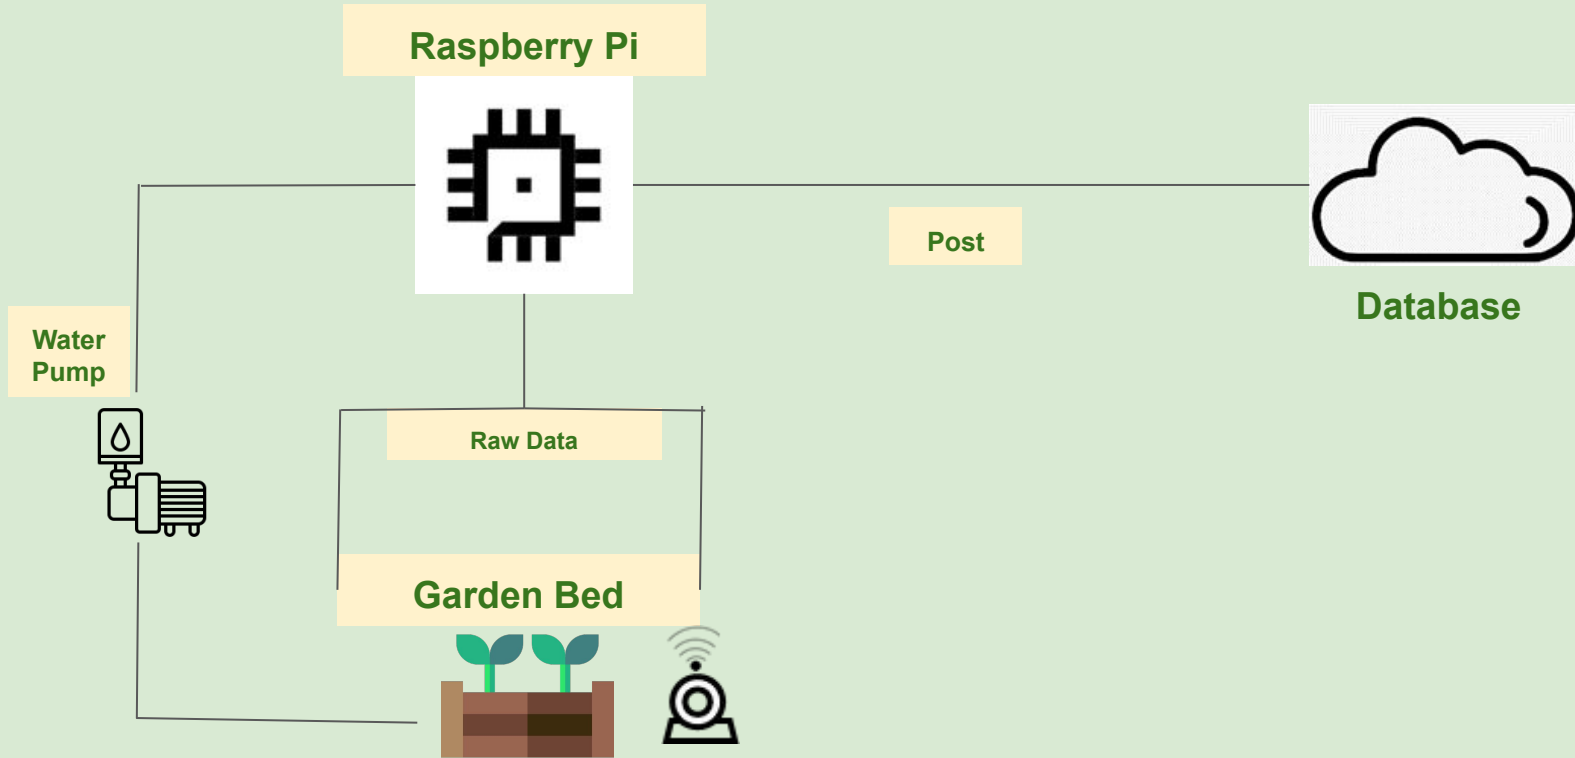 Raspberry Pi
Post
Database
Water
Pump
Raw Data
Garden Bed